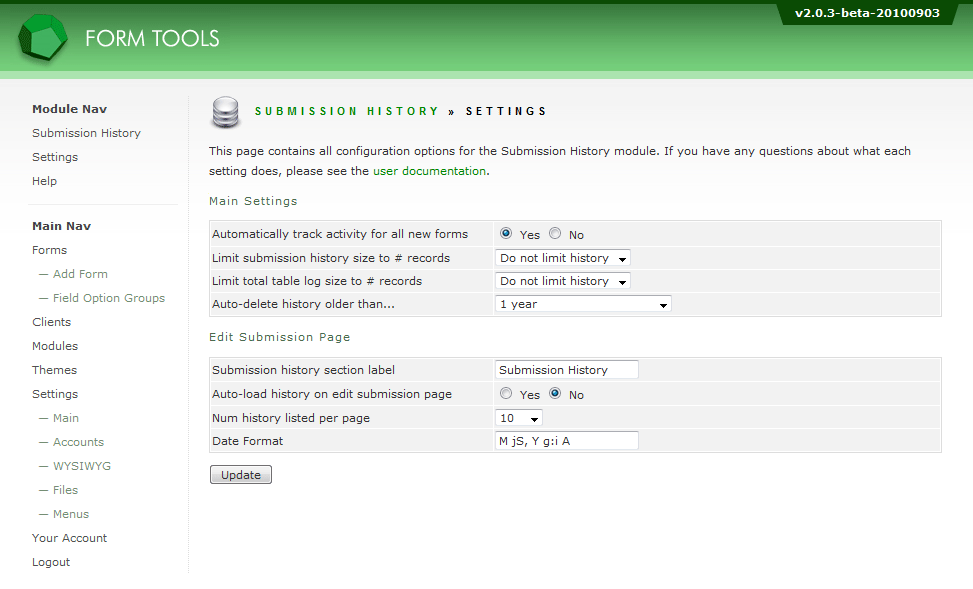 v2.0.3-beta-20100903
FORM TOOLS
Module Nav
Submission History
Settings
Help
Main Nav
Forms
— Add Form
— Field Option Groups
Clients
Modules
Themes
Settings
— Main
— Accounts
— WYSIWYG
— Files
— Menus
Your Account
Logout
SUBMISSION HISTORY » SETTINGS
This page contains all configuration options for the Submission History module. If you have any questions about what each
setting does, please see the user documentation.
Main Settings
Automatically track activity for all new forms Yes No
Limit submission history size to # records Do not limit history
Limit total table log size to # records Do not limit history
Auto-delete history older than... 1 year
Edit Submission Page
Submission history section label Submission History
Auto-load history on edit submission page Yes No
Num history listed per page 10
Date Format M jS, Y g:i A
Update